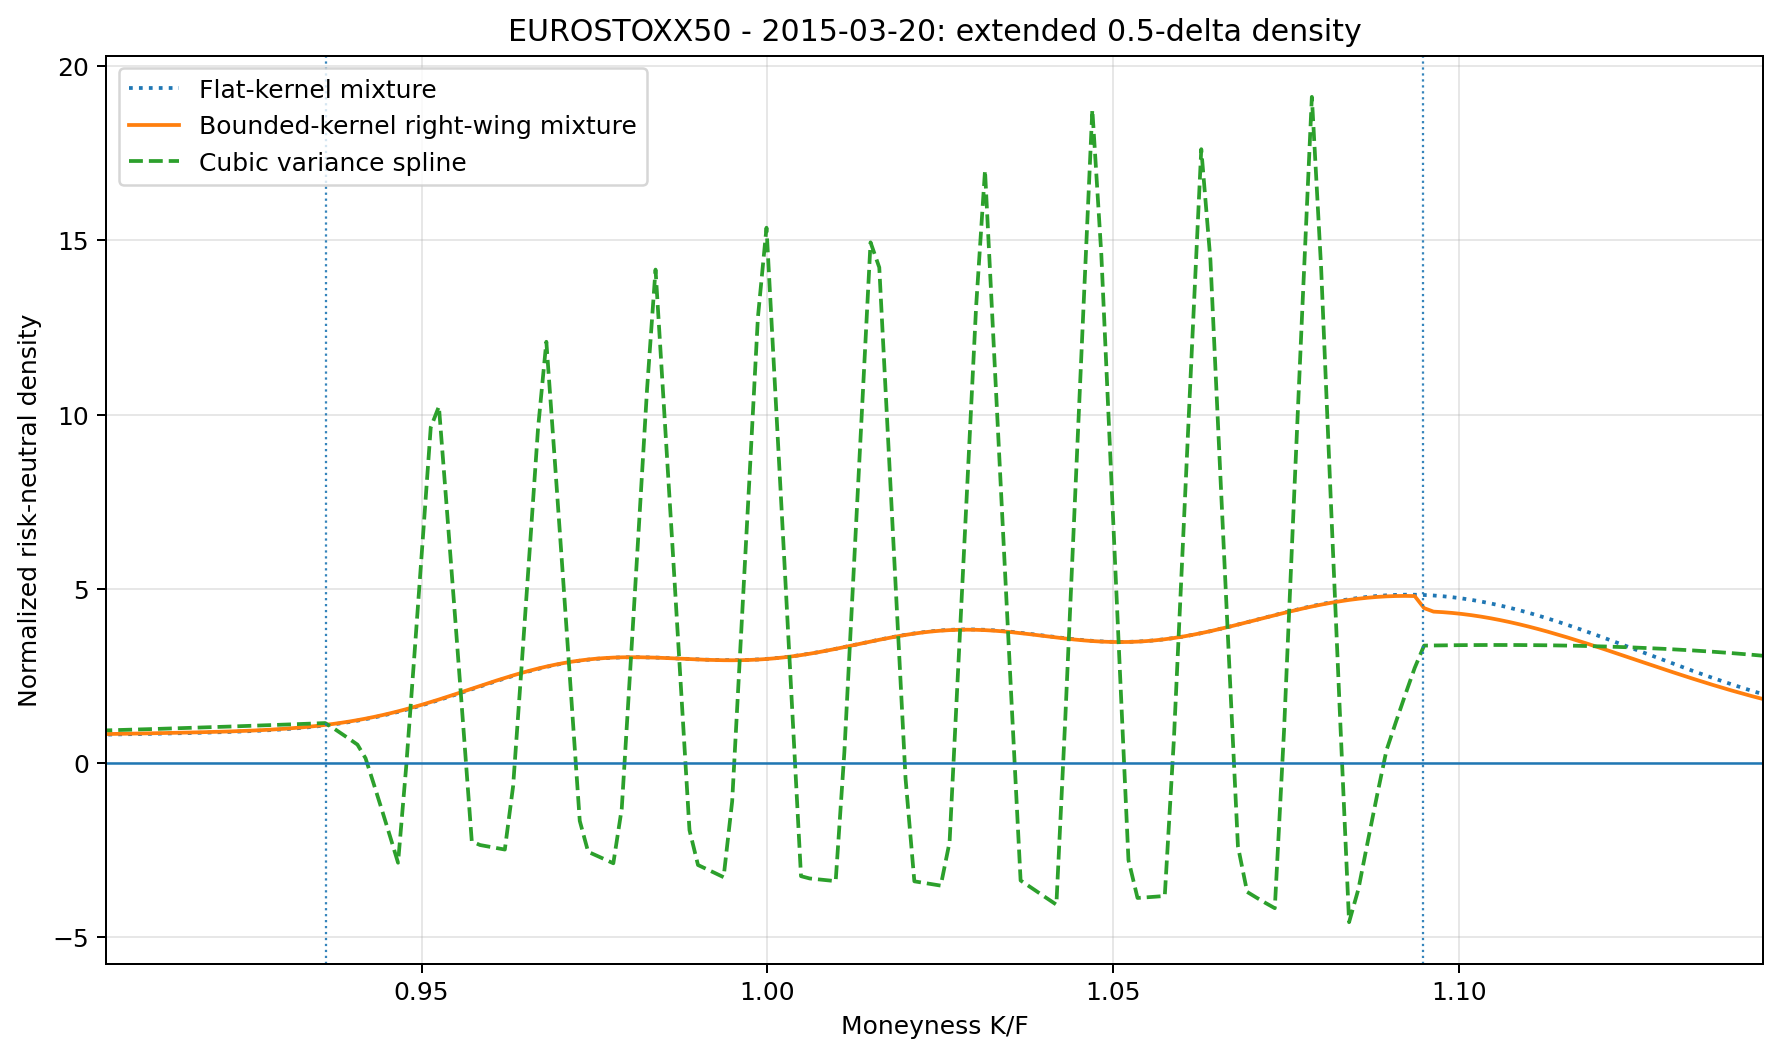 EUROSTOXX50 - 2015-03-20: extended 0.5-delta density
Flat-kernel mixture
Bounded-kernel right-wing mixture
Cubic variance spline
Normalized risk-neutral density
20
15
10
5
0
−5
0.95
1.00
1.05
1.10
Moneyness K/F